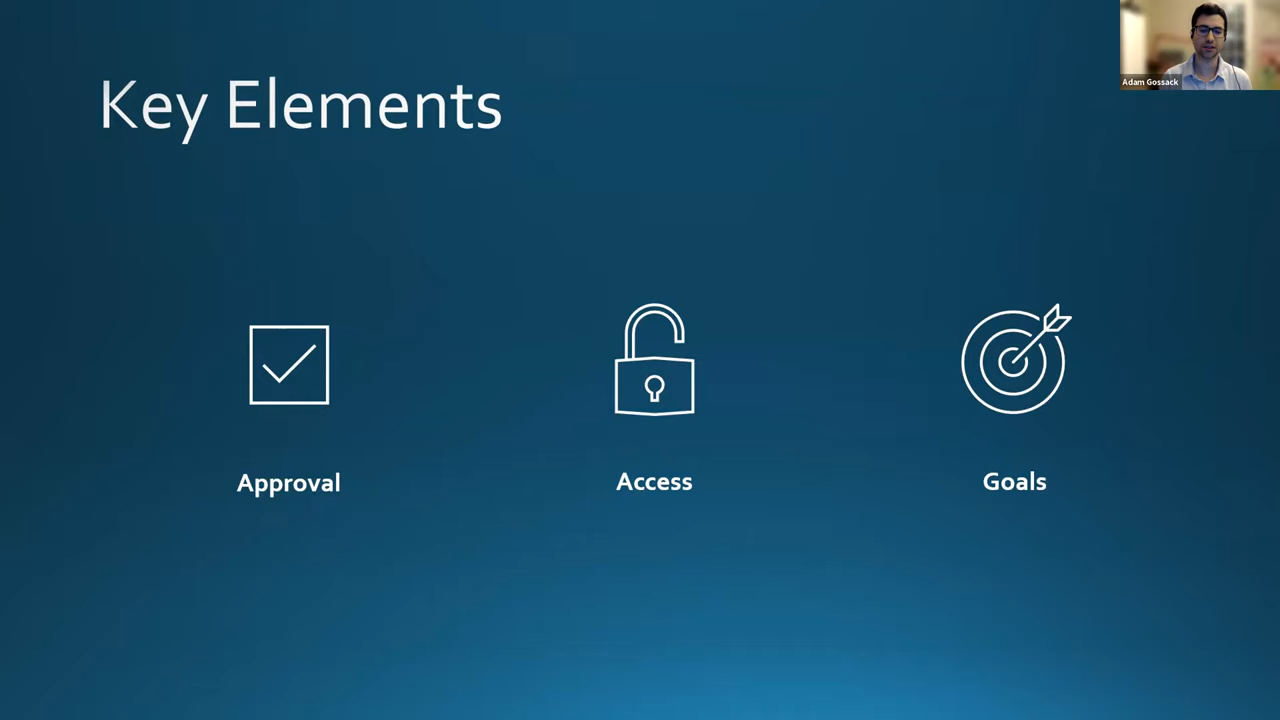 Key Elements
Adam Gossack
Approval
Access
Goals